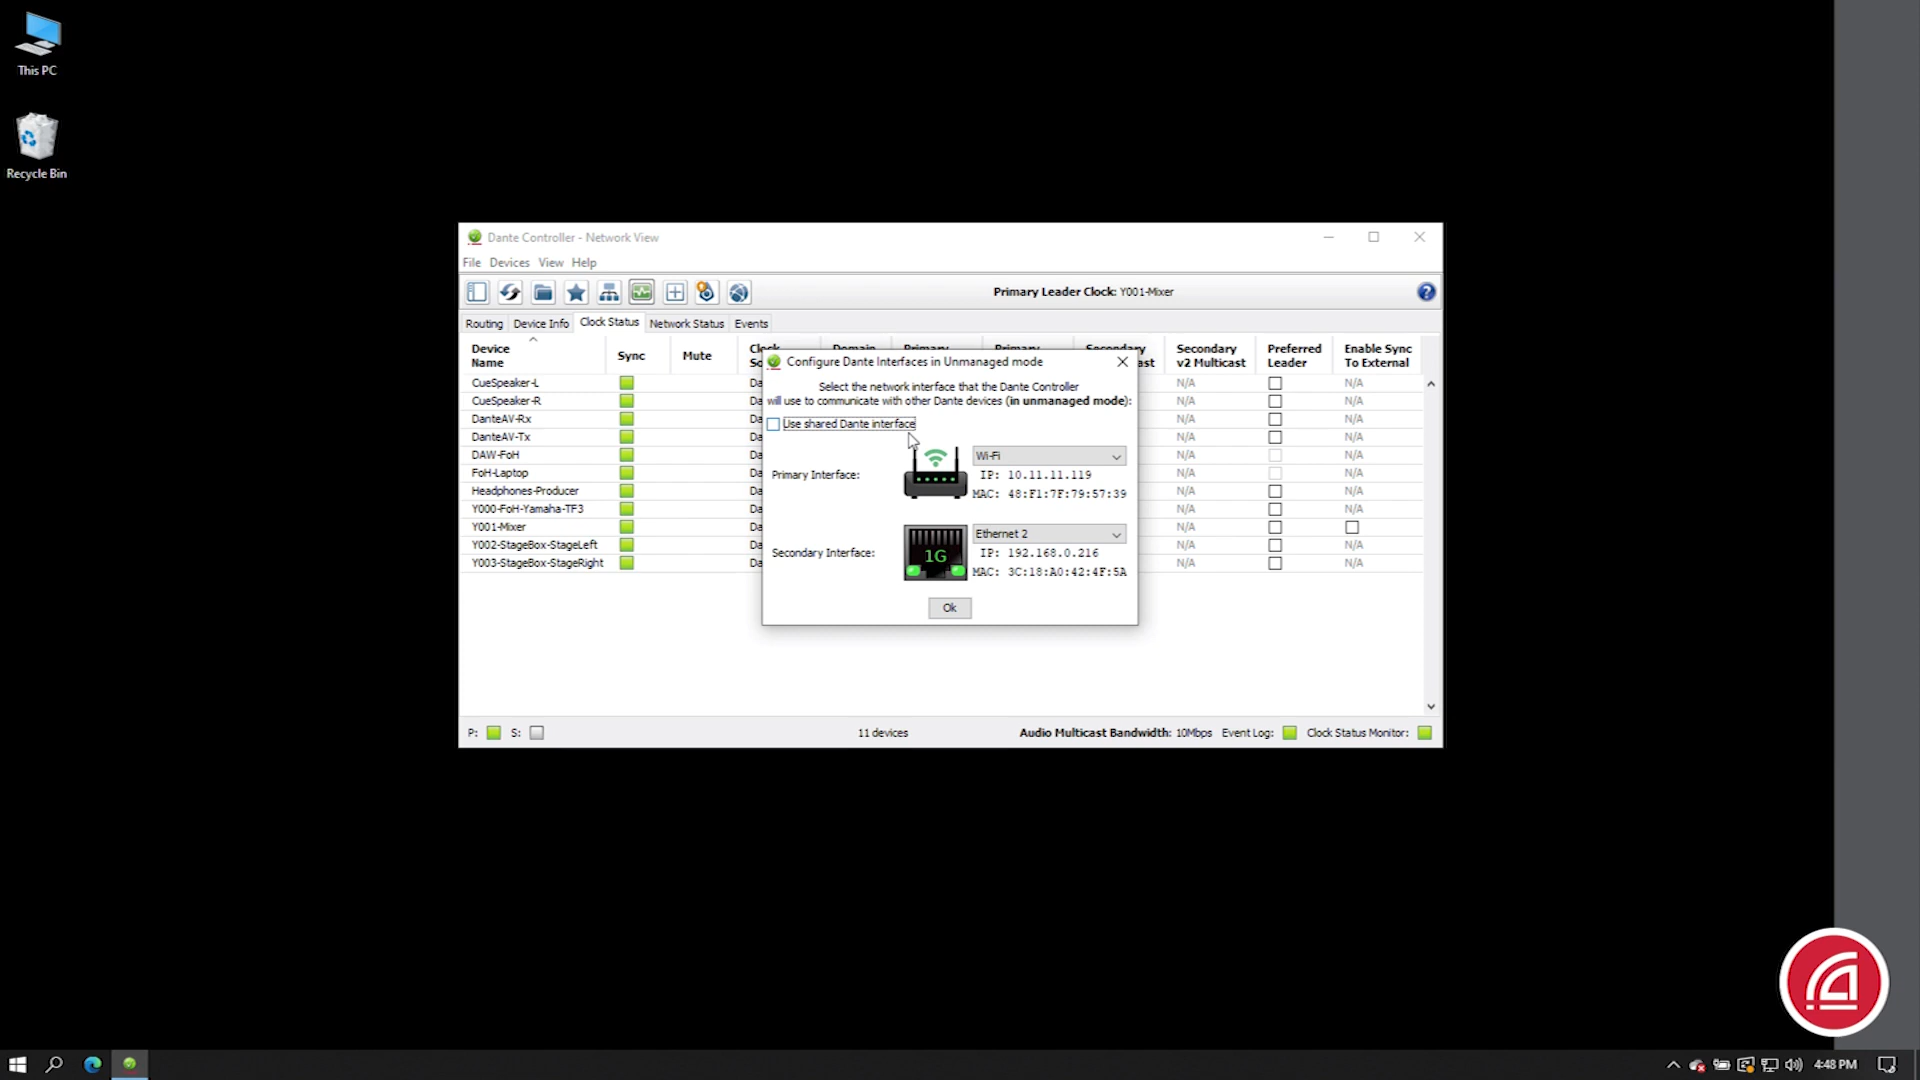 This PC
Recycle Bin
Dante Controller - Network View
File Devices View Help
Primary Leader Clock: Y001-Mixer
Routing Device Info Clock Status Network Status Events
Device Name
Sync
Mute
Secondary v2 Multicast
Preferred Leader
Enable Sync To External
CueSpeaker-L N/A N/A
CueSpeaker-R N/A N/A
DanteAV-Rx N/A N/A
DanteAV-Tx N/A N/A
DAW-FoH N/A N/A
FoH-Laptop N/A N/A
Headphones-Producer N/A N/A
Y000-FoH-Yamaha-TF3 N/A N/A
Y001-Mixer N/A
Y002-StageBox-StageLeft N/A N/A
Y003-StageBox-StageRight N/A N/A
Configure Dante Interfaces in Unmanaged mode
Select the network interface that the Dante Controller
will use to communicate with other Dante devices (in unmanaged mode):
Use shared Dante interface
Primary Interface:
Wi-Fi
IP: 10.11.11.119
MAC: 48:F1:7F:79:57:39
Secondary Interface:
1G
Ethernet 2
IP: 192.168.0.216
MAC: 3C:18:A0:42:4F:5A
Ok
P: S: 11 devices Audio Multicast Bandwidth: 10Mbps Event Log: Clock Status Monitor:
4:48 PM